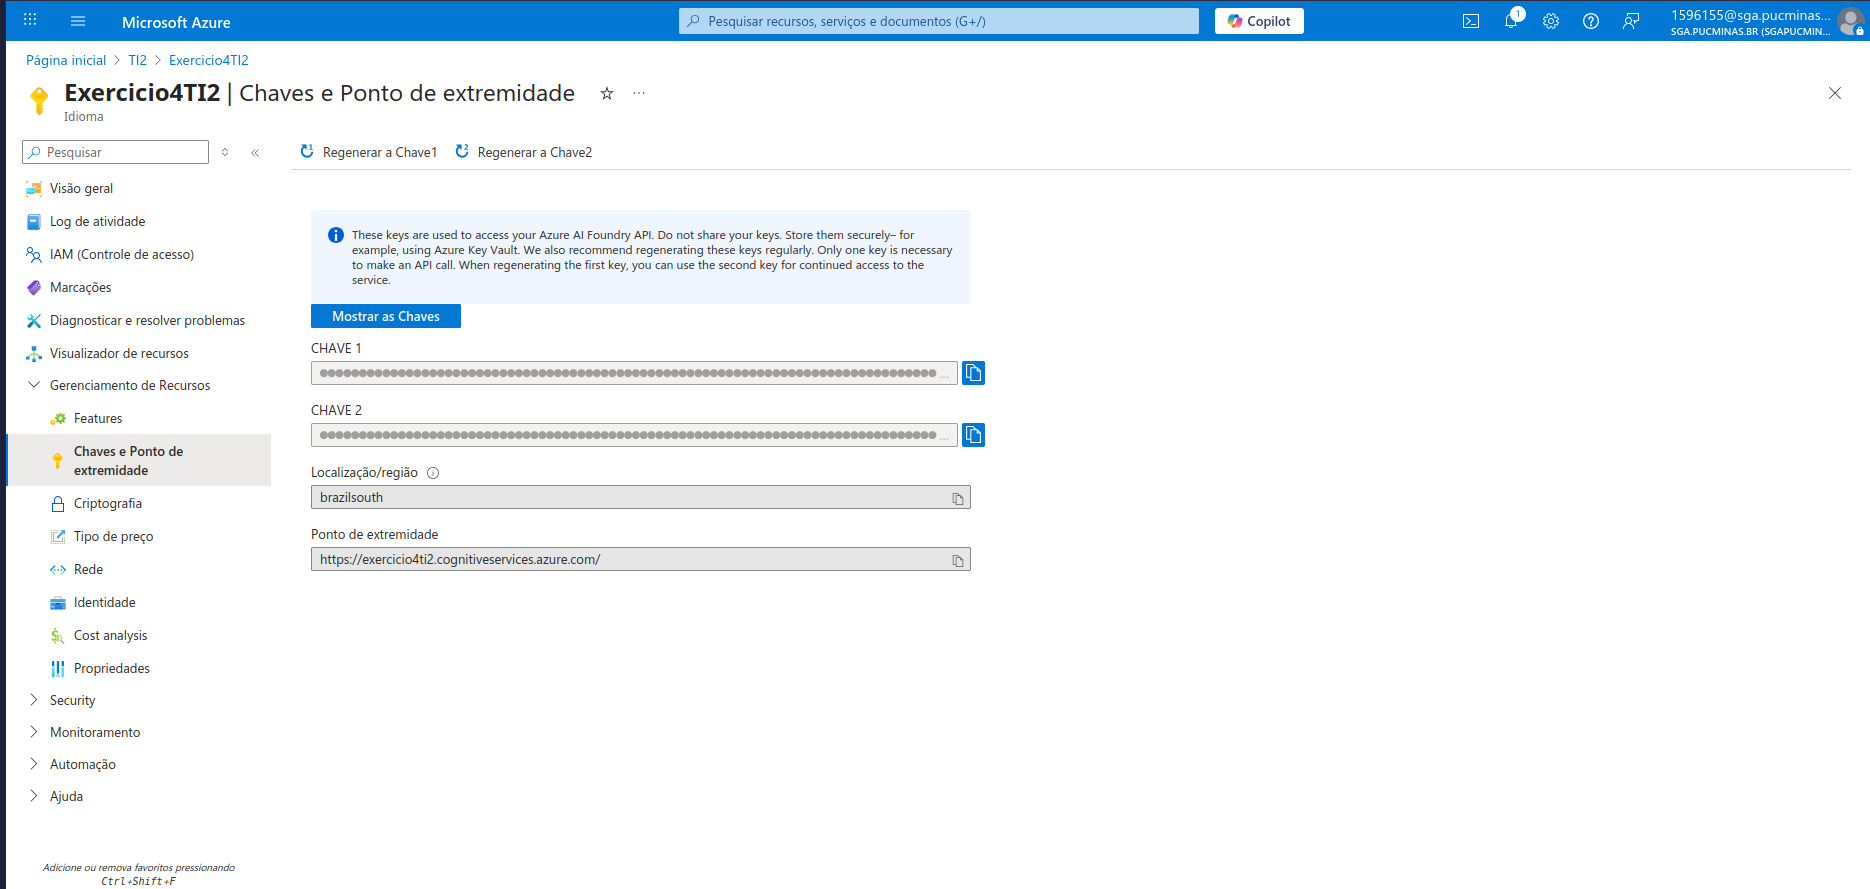 Microsoft Azure
Pesquisar recursos, serviços e documentos (G+/)
Copilot
1
1596155@sga.pucminas...
SGA.PUCMINAS.BR (SGAPUCMIN...
Página inicial > TI2 > Exercicio4TI2
Exercicio4TI2 | Chaves e Ponto de extremidade
Idioma
Pesquisar
Visão geral
Log de atividade
IAM (Controle de acesso)
Marcações
Diagnosticar e resolver problemas
Visualizador de recursos
Gerenciamento de Recursos
Features
Chaves e Ponto de
extremidade
Criptografia
Tipo de preço
Rede
Identidade
Cost analysis
Propriedades
Security
Monitoramento
Automação
Ajuda
Adicione ou remova favoritos pressionando
Ctrl+Shift+F
1 Regenerar a Chave1 2 Regenerar a Chave2
These keys are used to access your Azure AI Foundry API. Do not share your keys. Store them securely– for
example, using Azure Key Vault. We also recommend regenerating these keys regularly. Only one key is necessary
to make an API call. When regenerating the first key, you can use the second key for continued access to the
service.
Mostrar as Chaves
CHAVE 1
CHAVE 2
Localização/região
brazilsouth
Ponto de extremidade
https://exercicio4ti2.cognitiveservices.azure.com/